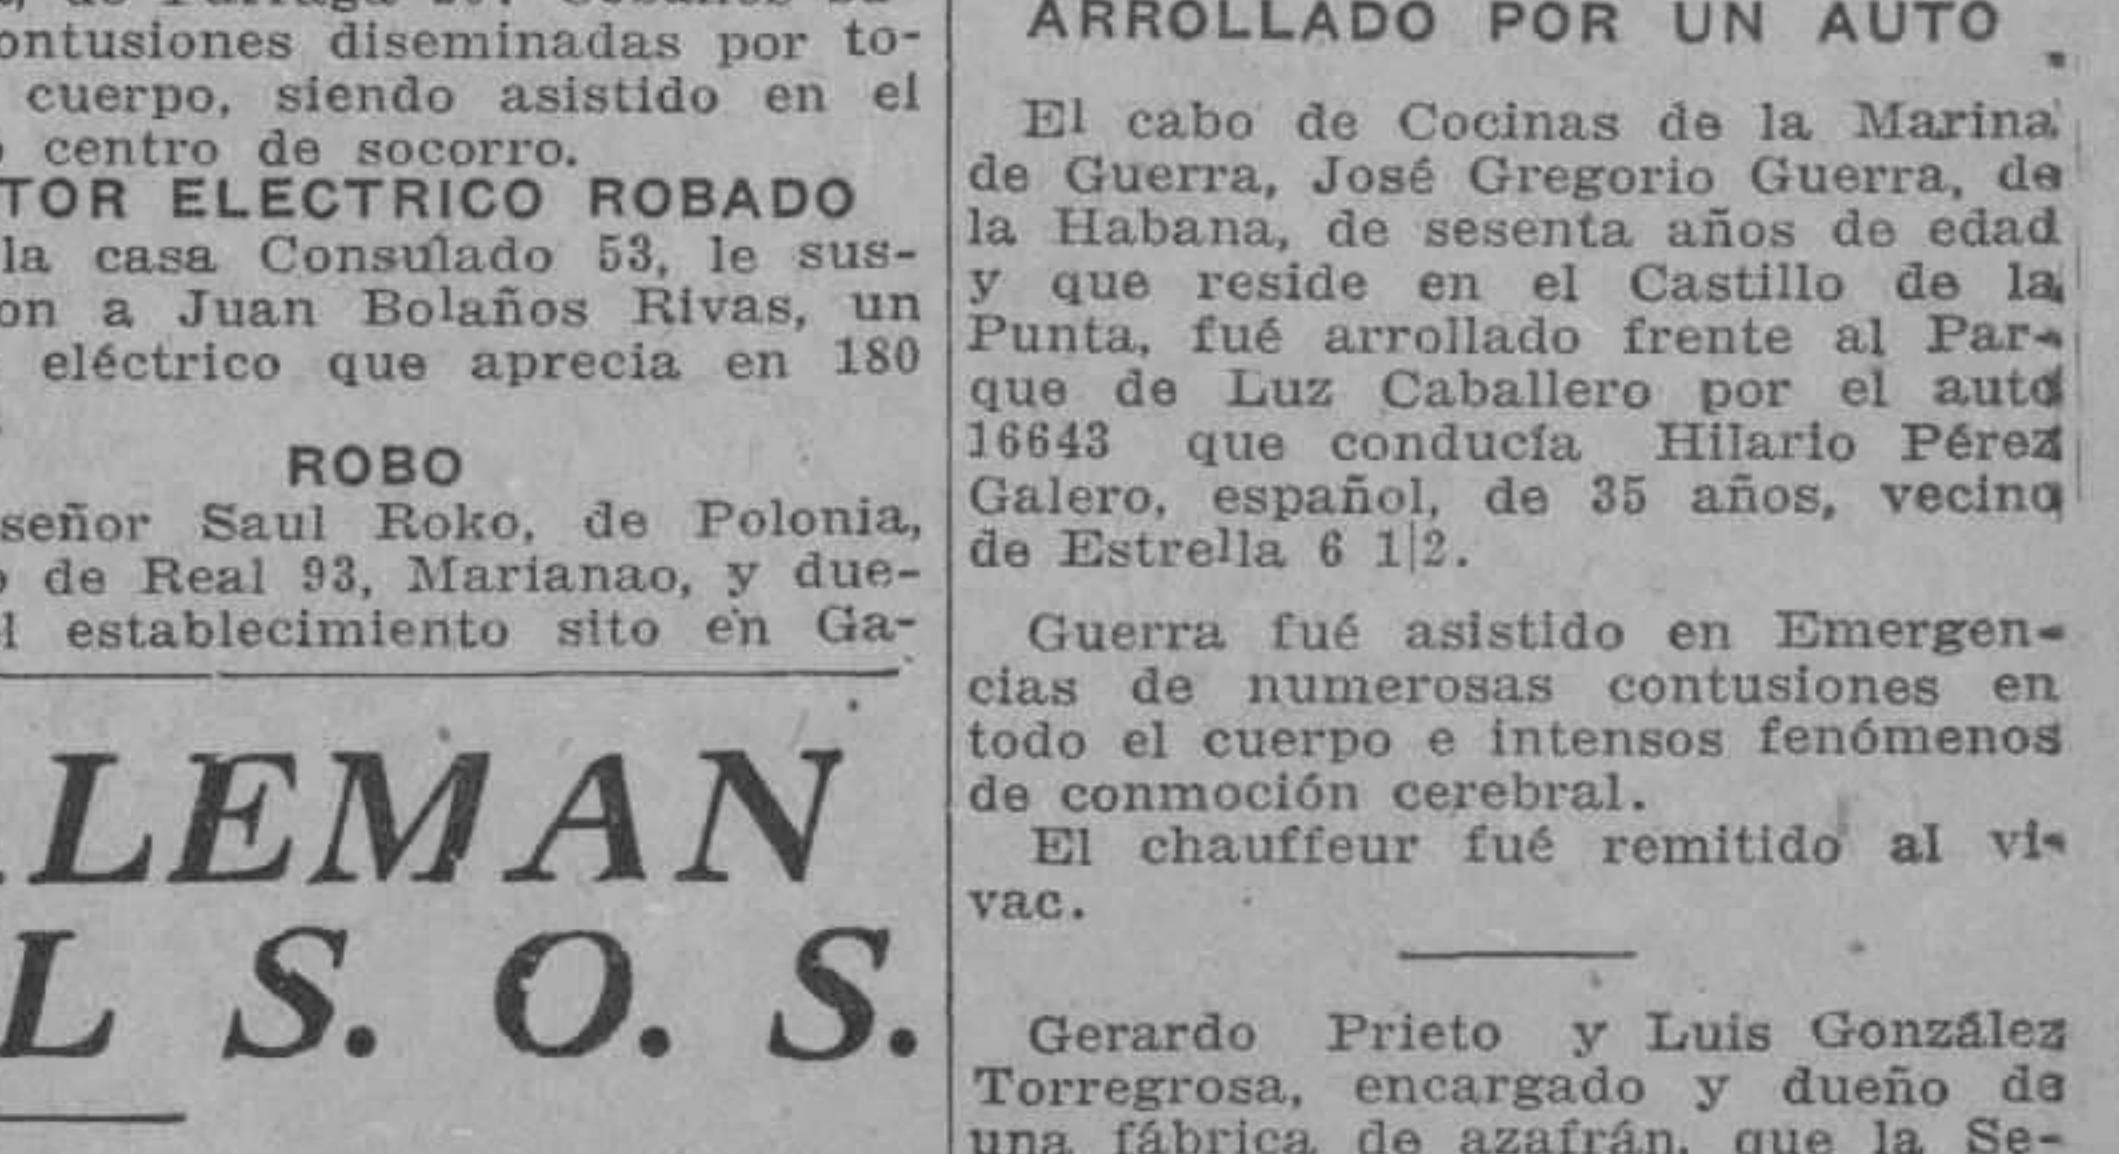 ontusiones diseminadas por to-
cuerpo, siendo asistido en el
centro de socorro.
TOR ELECTRICO ROBADO
la casa Consulado 53, le sus-
on a Juan Bolaños Rivas, un
eléctrico que aprecia en 180
ROBO
señor Saul Roko, de Polonia,
de Real 93, Marianao, y due-
l establecimiento sito en Ga-
LEMAN
L S. O. S.
ARROLLADO POR UN AUTO
El cabo de Cocinas de la Marina
de Guerra, José Gregorio Guerra, de
la Habana, de sesenta años de edad
y que reside en el Castillo de la
Punta, fué arrollado frente al Par-
que de Luz Caballero por el auto
16643 que conducía Hilario Pérez
Galero, español, de 35 años, vecino
de Estrella 6 1|2.
Guerra fué asistido en Emergen-
cias de numerosas contusiones en
todo el cuerpo e intensos fenómenos
de conmoción cerebral.
El chauffeur fué remitido al vi-
vac.
Gerardo Prieto y Luis González
Torregrosa, encargado y dueño de
una fábrica de azafrán, que la Se-